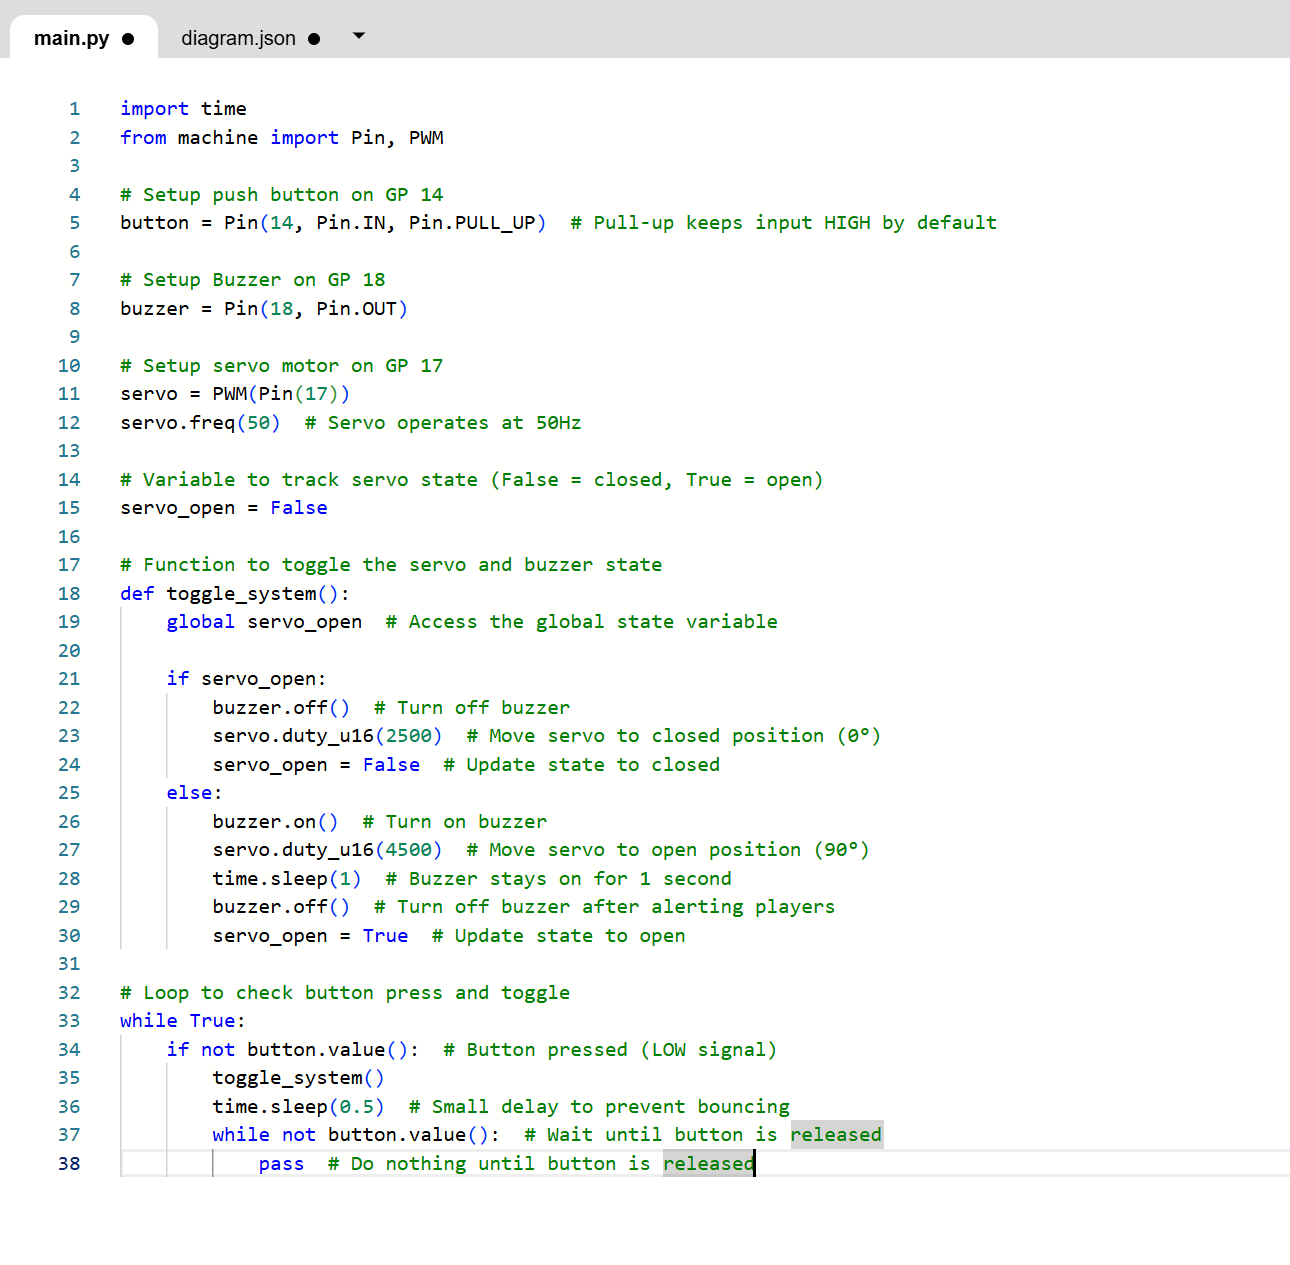 main.py ● diagram.json ●
1 import time
2 from machine import Pin, PWM
3
4 # Setup push button on GP 14
5 button = Pin(14, Pin.IN, Pin.PULL_UP)  # Pull-up keeps input HIGH by default
6
7 # Setup Buzzer on GP 18
8 buzzer = Pin(18, Pin.OUT)
9
10 # Setup servo motor on GP 17
11 servo = PWM(Pin(17))
12 servo.freq(50)  # Servo operates at 50Hz
13
14 # Variable to track servo state (False = closed, True = open)
15 servo_open = False
16
17 # Function to toggle the servo and buzzer state
18 def toggle_system():
19     global servo_open  # Access the global state variable
20
21     if servo_open:
22         buzzer.off()  # Turn off buzzer
23         servo.duty_u16(2500)  # Move servo to closed position (0°)
24         servo_open = False  # Update state to closed
25     else:
26         buzzer.on()  # Turn on buzzer
27         servo.duty_u16(4500)  # Move servo to open position (90°)
28         time.sleep(1)  # Buzzer stays on for 1 second
29         buzzer.off()  # Turn off buzzer after alerting players
30         servo_open = True  # Update state to open
31
32 # Loop to check button press and toggle
33 while True:
34     if not button.value():  # Button pressed (LOW signal)
35         toggle_system()
36         time.sleep(0.5)  # Small delay to prevent bouncing
37         while not button.value():  # Wait until button is released
38             pass  # Do nothing until button is released